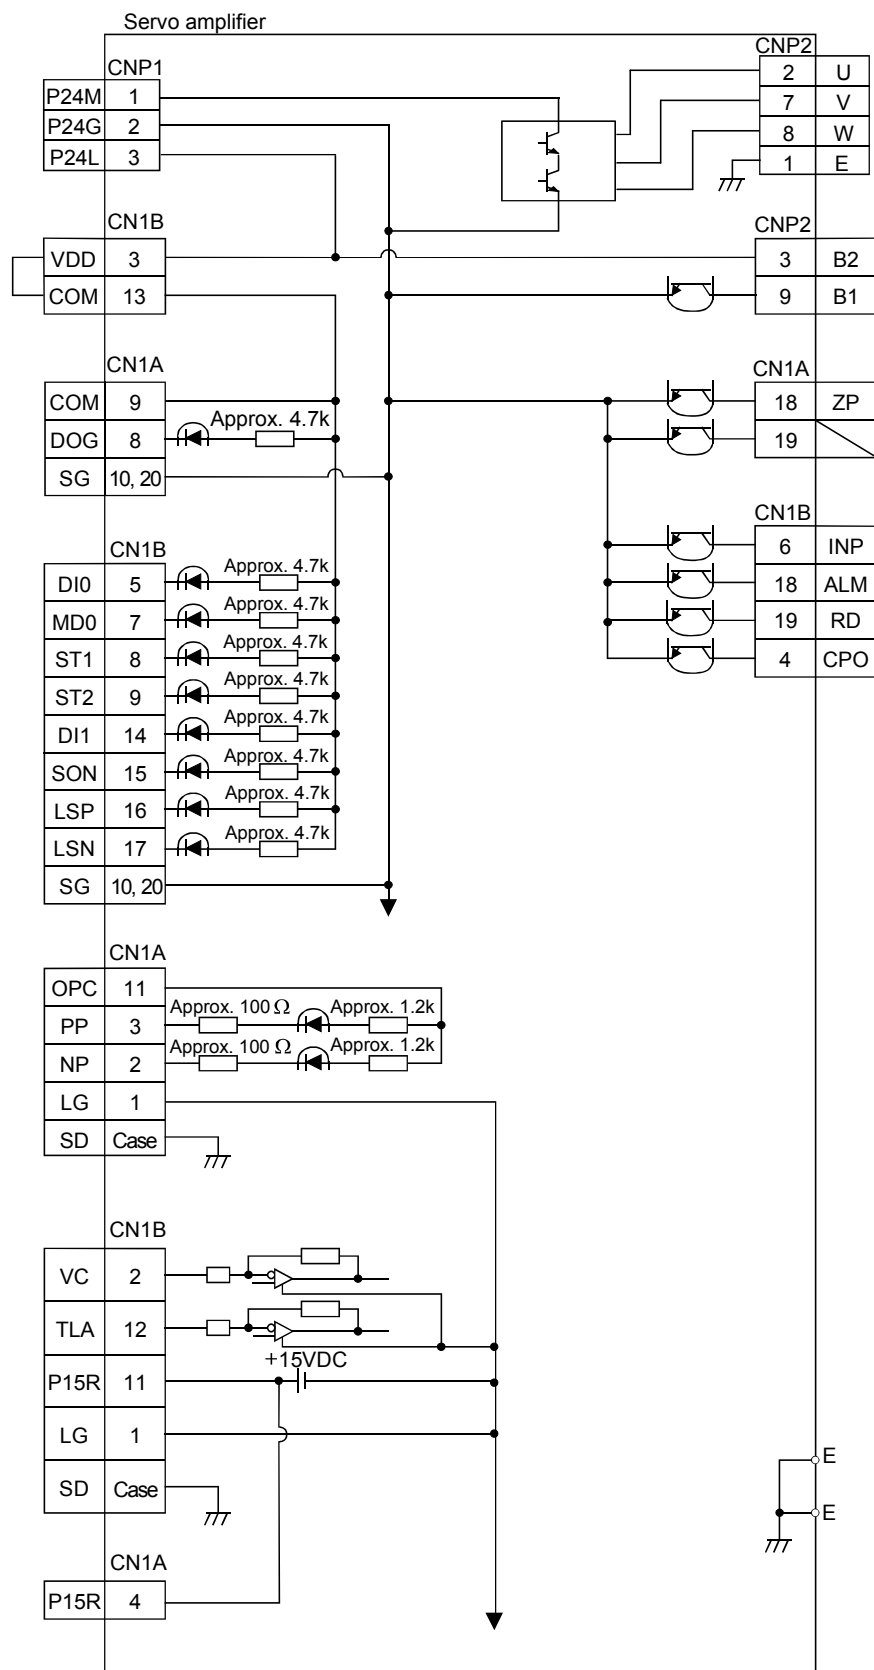 Servo amplifier
CNP1
P24M 1
P24G 2
P24L 3
CNP2
2 U
7 V
8 W
1 E
CN1B
VDD 3
COM 13
CNP2
3 B2
9 B1
CN1A
COM 9
DOG 8 Approx. 4.7k
SG 10, 20
CN1A
18 ZP
19
CN1B
DI0 5 Approx. 4.7k
MD0 7 Approx. 4.7k
ST1 8 Approx. 4.7k
ST2 9 Approx. 4.7k
DI1 14 Approx. 4.7k
SON 15 Approx. 4.7k
LSP 16 Approx. 4.7k
LSN 17 Approx. 4.7k
SG 10, 20
CN1B
6 INP
18 ALM
19 RD
4 CPO
CN1A
OPC 11
PP 3 Approx. 100 Ω Approx. 1.2k
NP 2 Approx. 100 Ω Approx. 1.2k
LG 1
SD Case
CN1B
VC 2
TLA 12
+15VDC
P15R 11
LG 1
SD Case
E
E
CN1A
P15R 4